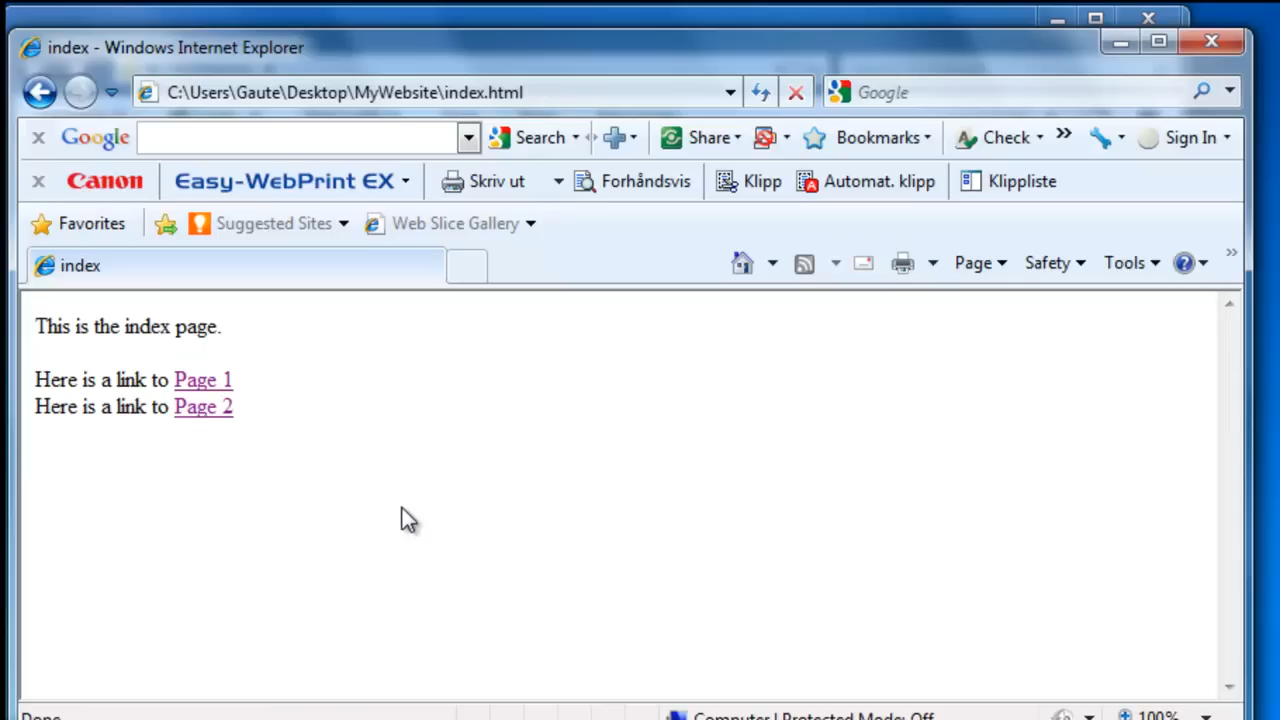 index - Windows Internet Explorer
C:\Users\Gaute\Desktop\MyWebsite\index.html
Google
Google Search Share Bookmarks Check Sign In
Canon Easy-WebPrint EX Skriv ut Forhåndsvis Klipp Automat. klipp Klippliste
Favorites Suggested Sites Web Slice Gallery
index Page Safety Tools
This is the index page.
Here is a link to Page 1
Here is a link to Page 2
Done Computer | Protected Mode: Off 100%